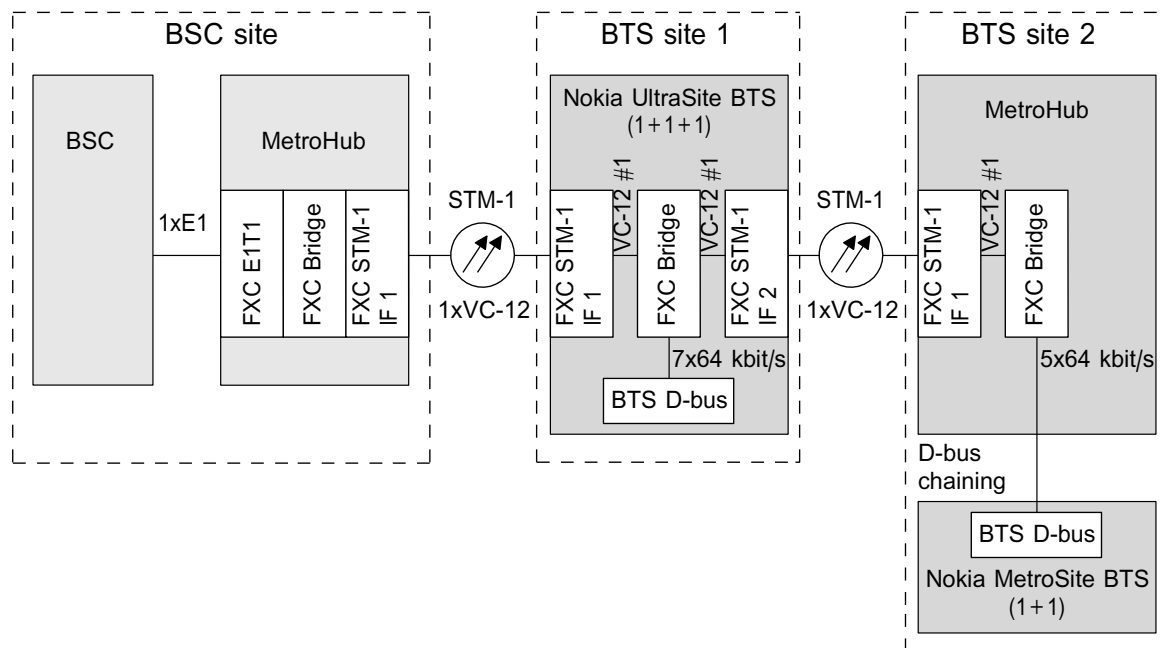 BSC site
BTS site 1
BTS site 2
BSC
MetroHub
1xE1
FXC E1T1
FXC Bridge
FXC STM-1
IF 1
STM-1
1xVC-12
Nokia UltraSite BTS
(1+1+1)
FXC STM-1
IF 1
VC-12 #1
FXC Bridge
VC-12 #1
FXC STM-1
IF 2
7x64 kbit/s
BTS D-bus
STM-1
1xVC-12
MetroHub
FXC STM-1
IF 1
VC-12 #1
FXC Bridge
5x64 kbit/s
D-bus
chaining
BTS D-bus
Nokia MetroSite BTS
(1+1)